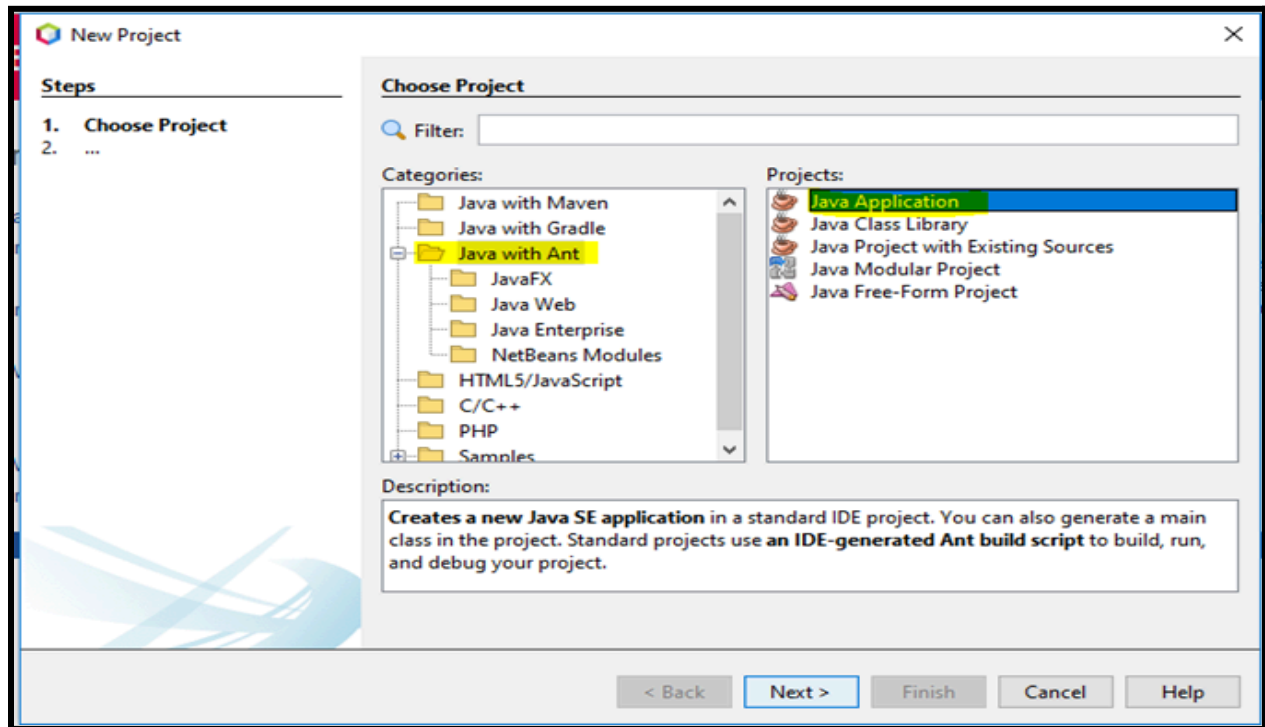 New Project
Steps
1. Choose Project
2. ...
Choose Project
Filter:
Categories:
Java with Maven
Java with Gradle
Java with Ant
JavaFX
Java Web
Java Enterprise
NetBeans Modules
HTML5/JavaScript
C/C++
PHP
Samples
Projects:
Java Application
Java Class Library
Java Project with Existing Sources
Java Modular Project
Java Free-Form Project
Description:
Creates a new Java SE application in a standard IDE project. You can also generate a main
class in the project. Standard projects use an IDE-generated Ant build script to build, run,
and debug your project.
< Back
Next >
Finish
Cancel
Help